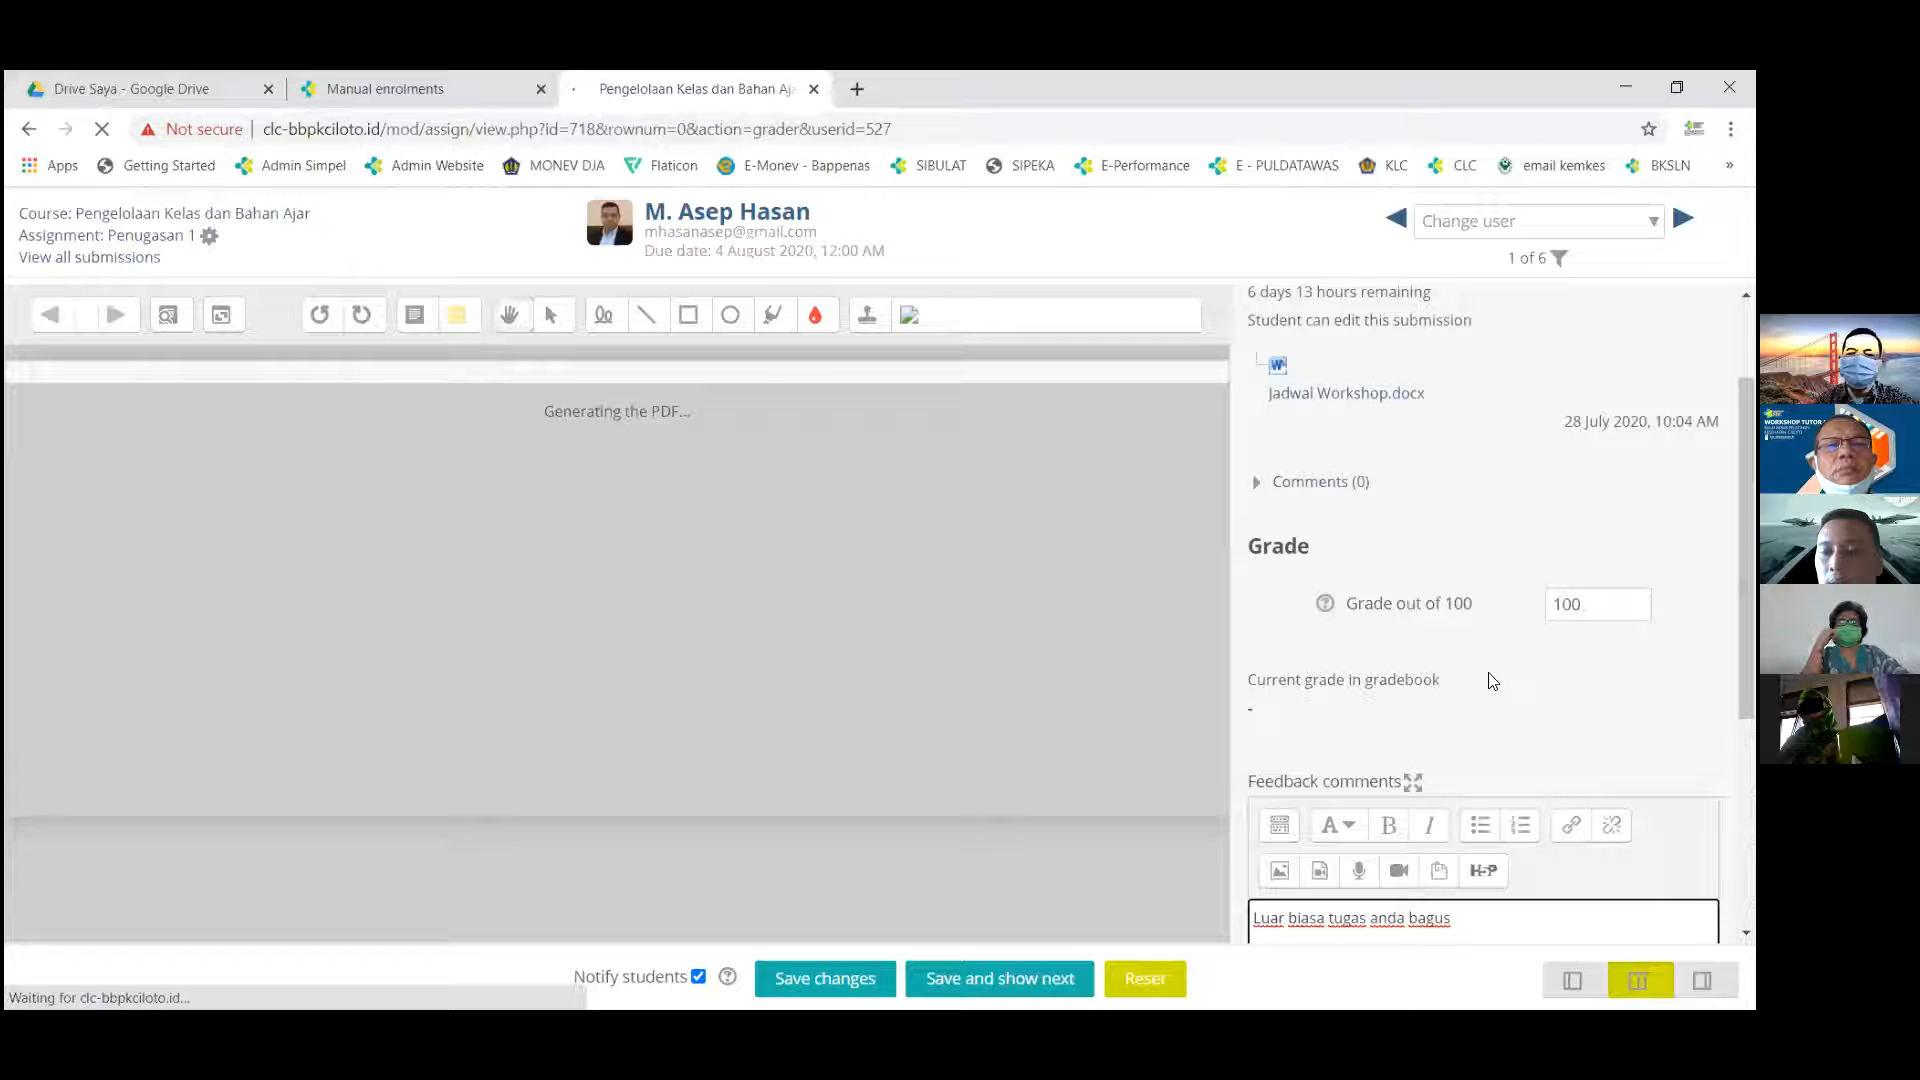 Drive Saya - Google Drive
Manual enrolments
Pengelolaan Kelas dan Bahan Aj
Not secure
clc-bbpkciloto.id/mod/assign/view.php?id=718&rownum=0&action=grader&userid=527
Apps
Getting Started
Admin Simpel
Admin Website
MONEV DJA
Flaticon
E-Monev - Bappenas
SIBULAT
SIPEKA
E-Performance
E - PULDATAWAS
KLC
CLC
email kemkes
BKSLN
»
Course: Pengelolaan Kelas dan Bahan Ajar
Assignment: Penugasan 1
View all submissions
M. Asep Hasan
mhasanasep@gmail.com
Due date: 4 August 2020, 12:00 AM
Change user
1 of 6
Generating the PDF...
6 days 13 hours remaining
Student can edit this submission
Jadwal Workshop.docx
28 July 2020, 10:04 AM
Comments (0)
Grade
Grade out of 100
100
Current grade in gradebook
-
Feedback comments
A B I
H-P
Luar biasa tugas anda bagus
Notify students
Save changes
Save and show next
Reset
Waiting for clc-bbpkciloto.id...
WORKSHOP TUTOR